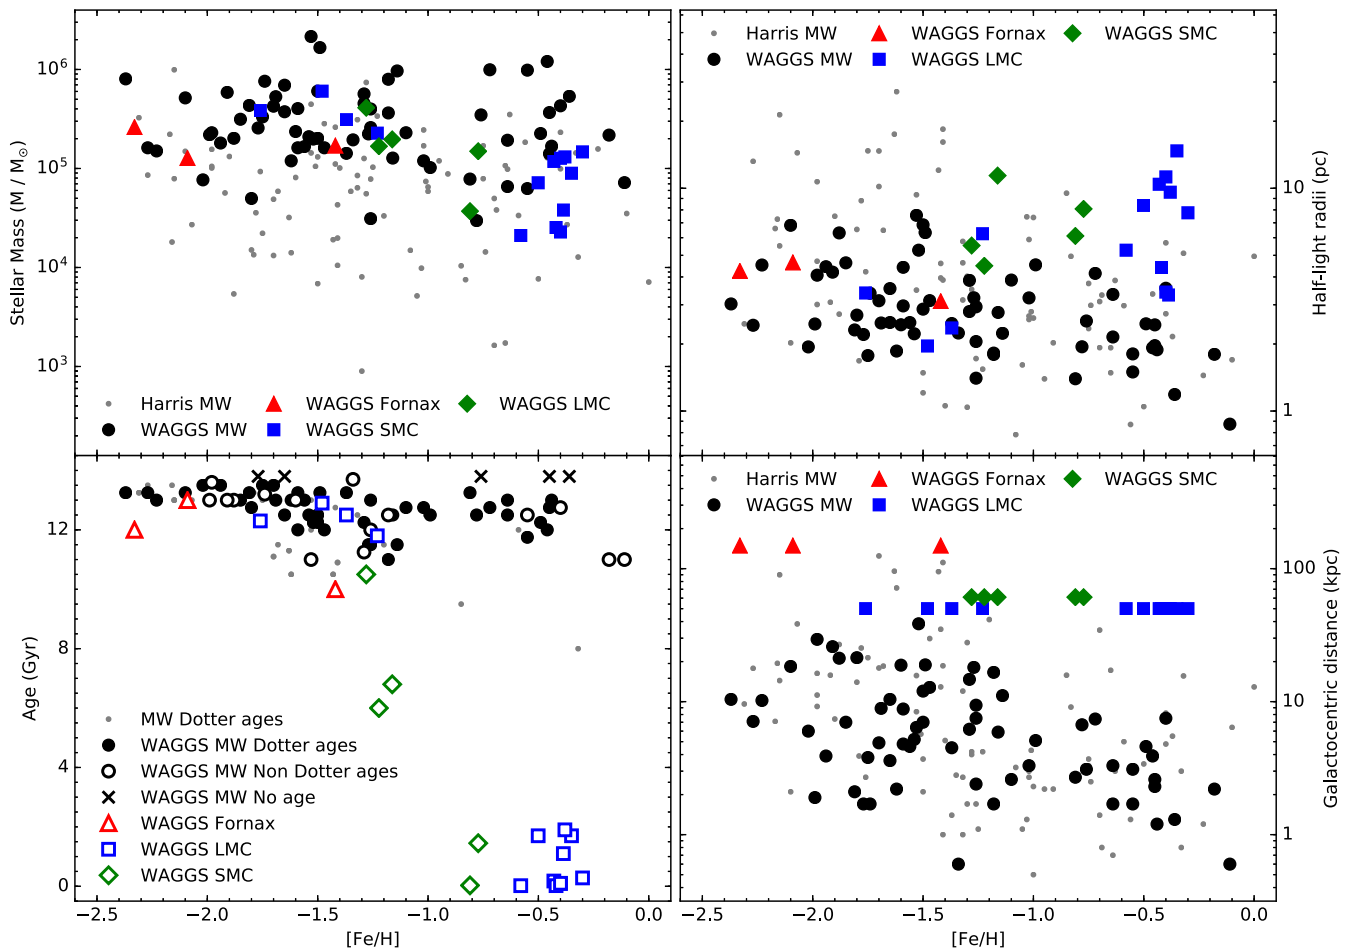 10⁶
10⁵
10⁴
10³
Stellar Mass (M / M☉)
Harris MW
WAGGS MW
WAGGS Fornax
WAGGS SMC
WAGGS LMC
Harris MW
WAGGS MW
WAGGS Fornax
WAGGS LMC
WAGGS SMC
10
1
Half-light radii (pc)
12
8
4
0
Age (Gyr)
MW Dotter ages
WAGGS MW Dotter ages
WAGGS MW Non Dotter ages
WAGGS MW No age
WAGGS Fornax
WAGGS LMC
WAGGS SMC
−2.5 −2.0 −1.5 −1.0 −0.5 0.0
[Fe/H]
Harris MW
WAGGS MW
WAGGS Fornax
WAGGS LMC
WAGGS SMC
100
10
1
Galactocentric distance (kpc)
−2.5 −2.0 −1.5 −1.0 −0.5 0.0
[Fe/H]